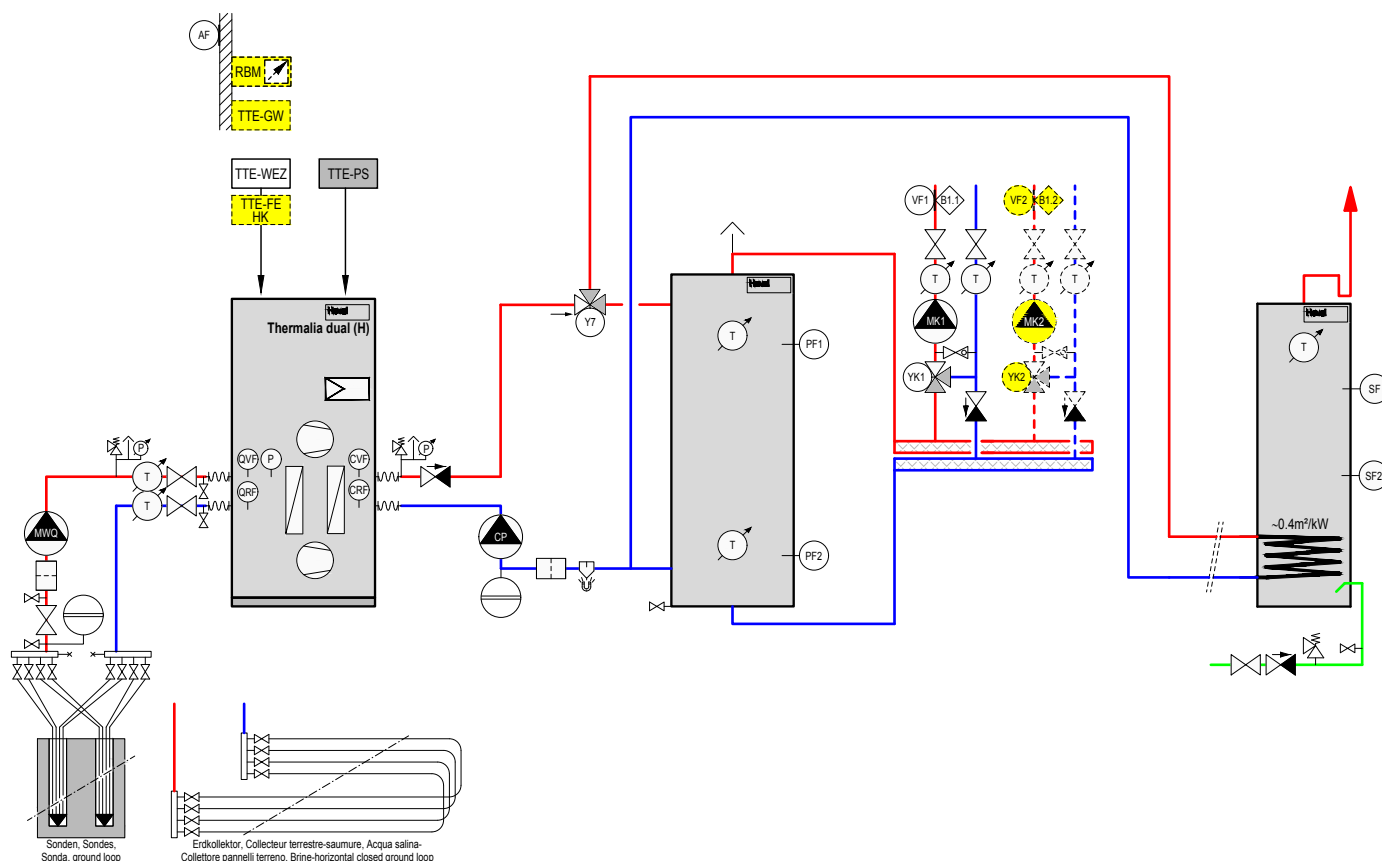 AF
RBM
TTE-GW
TTE-WEZ
TTE-PS
TTE-FE
HK
VF1
B1.1
VF2
B1.2
Thermalia dual (H)
Y7
T
T
T
T
T
MK1
MK2
T
PF1
T
YK1
YK2
SF
P
P
QVF
P
CVF
T
SF2
QRF
CRF
T
~0.4m²/kW
MWQ
CP
T
PF2
Sonden, Sondes,
Sonda, ground loop
Erdkollektor, Collecteur terrestre-saumure, Acqua salina-
Collettore pannelli terreno, Brine-horizontal closed ground loop